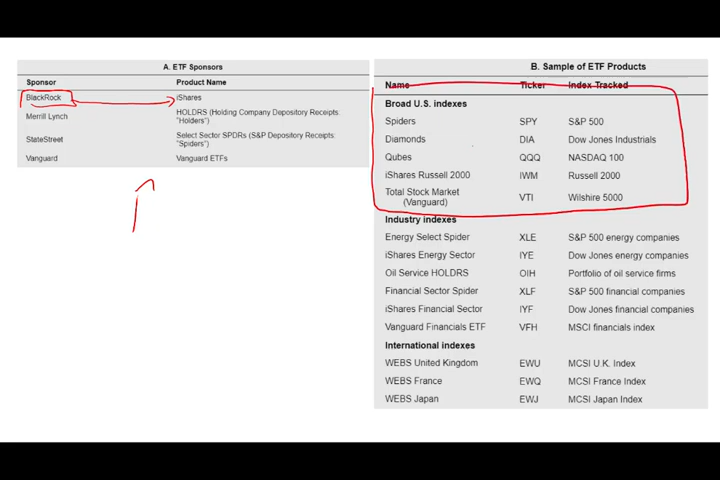 A. ETF Sponsors
Sponsor Product Name
BlackRock iShares
Merrill Lynch HOLDRS (Holding Company Depository Receipts:
"Holders")
StateStreet Select Sector SPDRs (S&P Depository Receipts:
"Spiders")
Vanguard Vanguard ETFs
B. Sample of ETF Products
Name Ticker Index Tracked
Broad U.S. indexes
Spiders SPY S&P 500
Diamonds DIA Dow Jones Industrials
Qubes QQQ NASDAQ 100
iShares Russell 2000 IWM Russell 2000
Total Stock Market
(Vanguard) VTI Wilshire 5000
Industry indexes
Energy Select Spider XLE S&P 500 energy companies
iShares Energy Sector IYE Dow Jones energy companies
Oil Service HOLDRS OIH Portfolio of oil service firms
Financial Sector Spider XLF S&P 500 financial companies
iShares Financial Sector IYF Dow Jones financial companies
Vanguard Financials ETF VFH MSCI financials index
International indexes
WEBS United Kingdom EWU MCSI U.K. Index
WEBS France EWQ MCSI France Index
WEBS Japan EWJ MCSI Japan Index